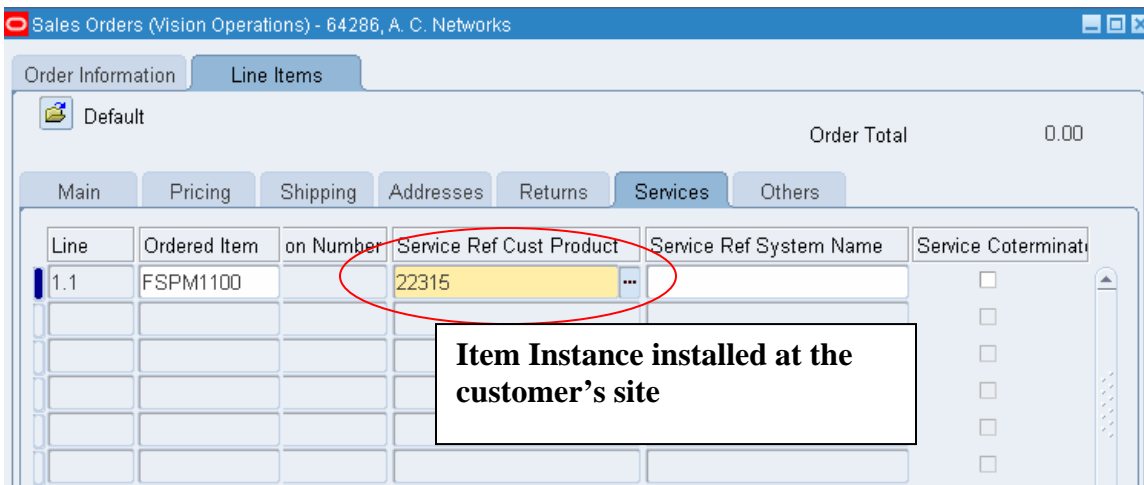 Sales Orders (Vision Operations) - 64286, A. C. Networks
Order Information Line Items
Default
Order Total 0.00
Main Pricing Shipping Addresses Returns Services Others
Line Ordered Item on Number Service Ref Cust Product Service Ref System Name Service Coterminat
1.1 FSPM1100 22315
Item Instance installed at the
customer's site